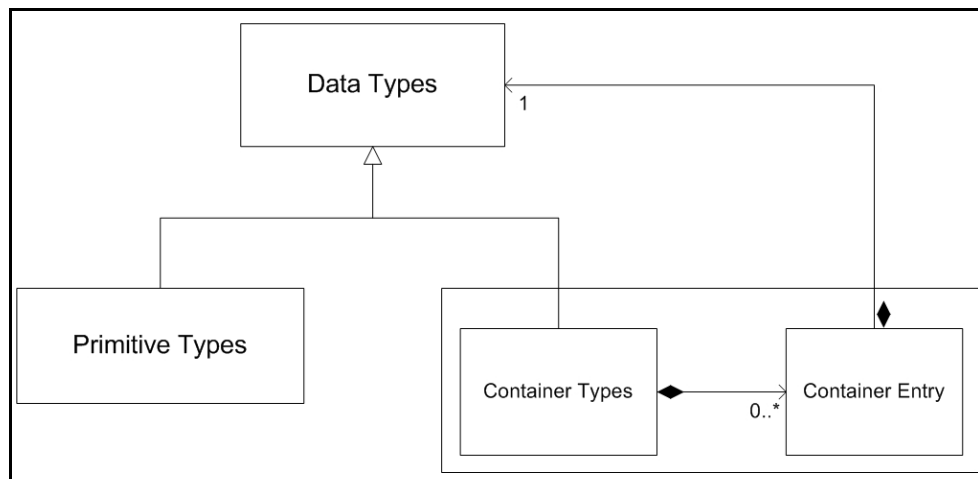 Data Types
1
Primitive Types
Container Types
0..*
Container Entry